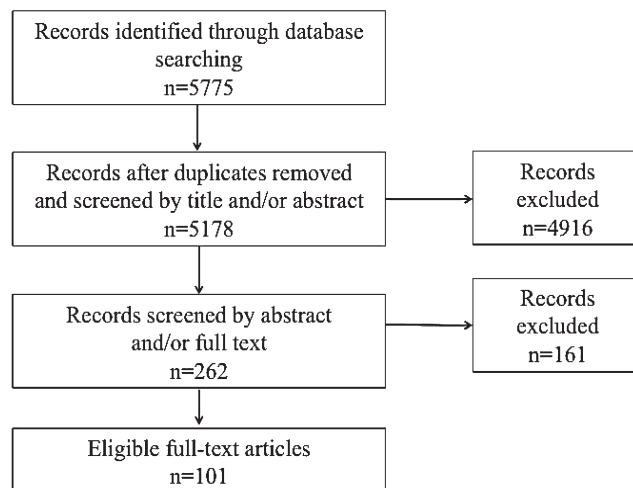 Records identified through database
searching
n=5775
Records after duplicates removed
and screened by title and/or abstract
n=5178
Records
excluded
n=4916
Records screened by abstract
and/or full text
n=262
Records
excluded
n=161
Eligible full-text articles
n=101